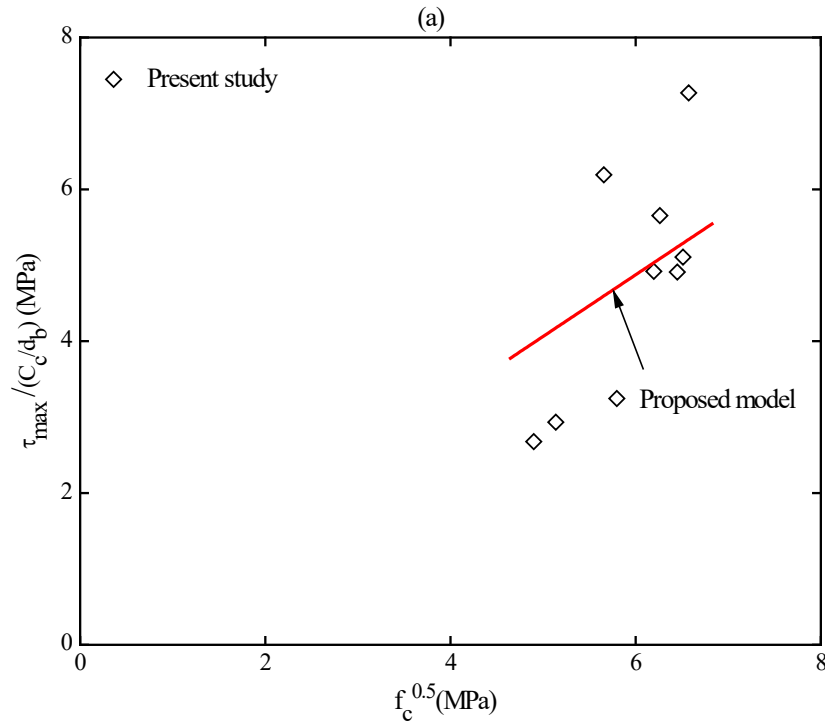 (a)
8
Present study
6
4
2
0
τmax/(Cc/db) (MPa)
Proposed model
0 2 4 6 8
fc0.5(MPa)